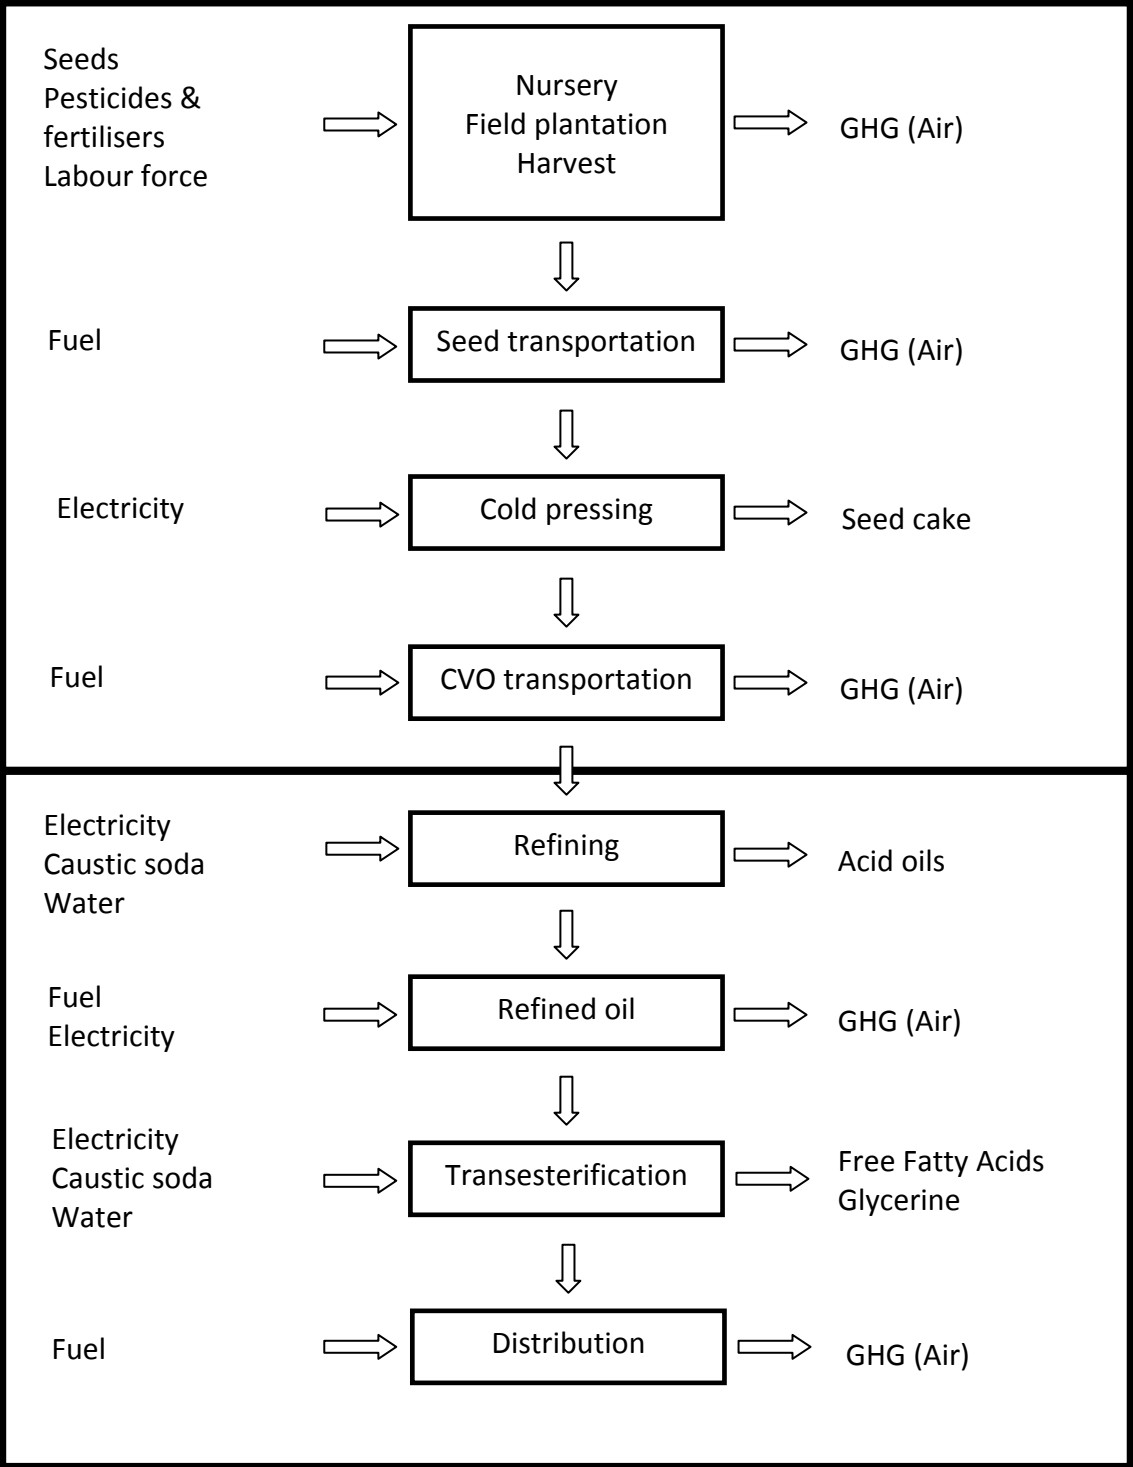 Seeds
Pesticides &
fertilisers
Labour force
Nursery
Field plantation
Harvest
GHG (Air)
Fuel
Seed transportation
GHG (Air)
Electricity
Cold pressing
Seed cake
Fuel
CVO transportation
GHG (Air)
Electricity
Caustic soda
Water
Refining
Acid oils
Fuel
Electricity
Refined oil
GHG (Air)
Electricity
Caustic soda
Water
Transesterification
Free Fatty Acids
Glycerine
Fuel
Distribution
GHG (Air)